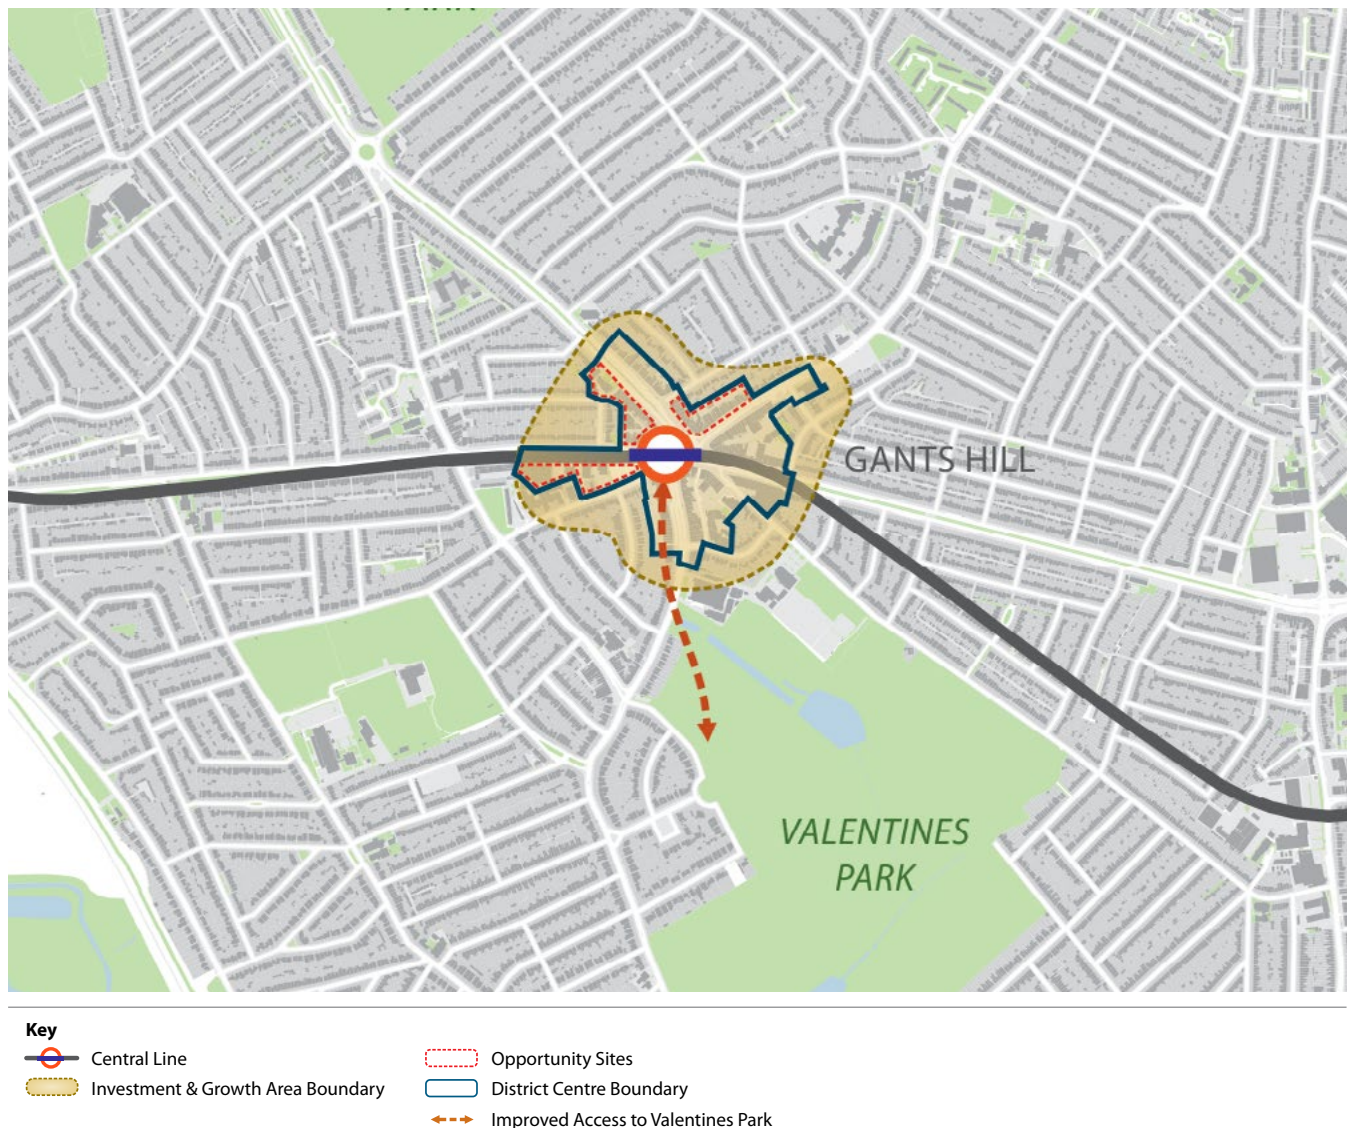 PARK
GANTS HILL
VALENTINES
PARK
Key
Central Line
Investment & Growth Area Boundary
Opportunity Sites
District Centre Boundary
Improved Access to Valentines Park